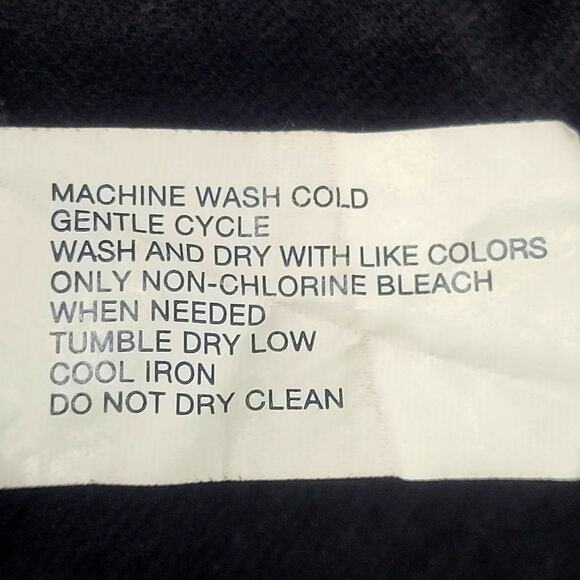 MACHINE WASH COLD
GENTLE CYCLE
WASH AND DRY WITH LIKE COLORS
ONLY NON-CHLORINE BLEACH
WHEN NEEDED
TUMBLE DRY LOW
COOL IRON
DO NOT DRY CLEAN